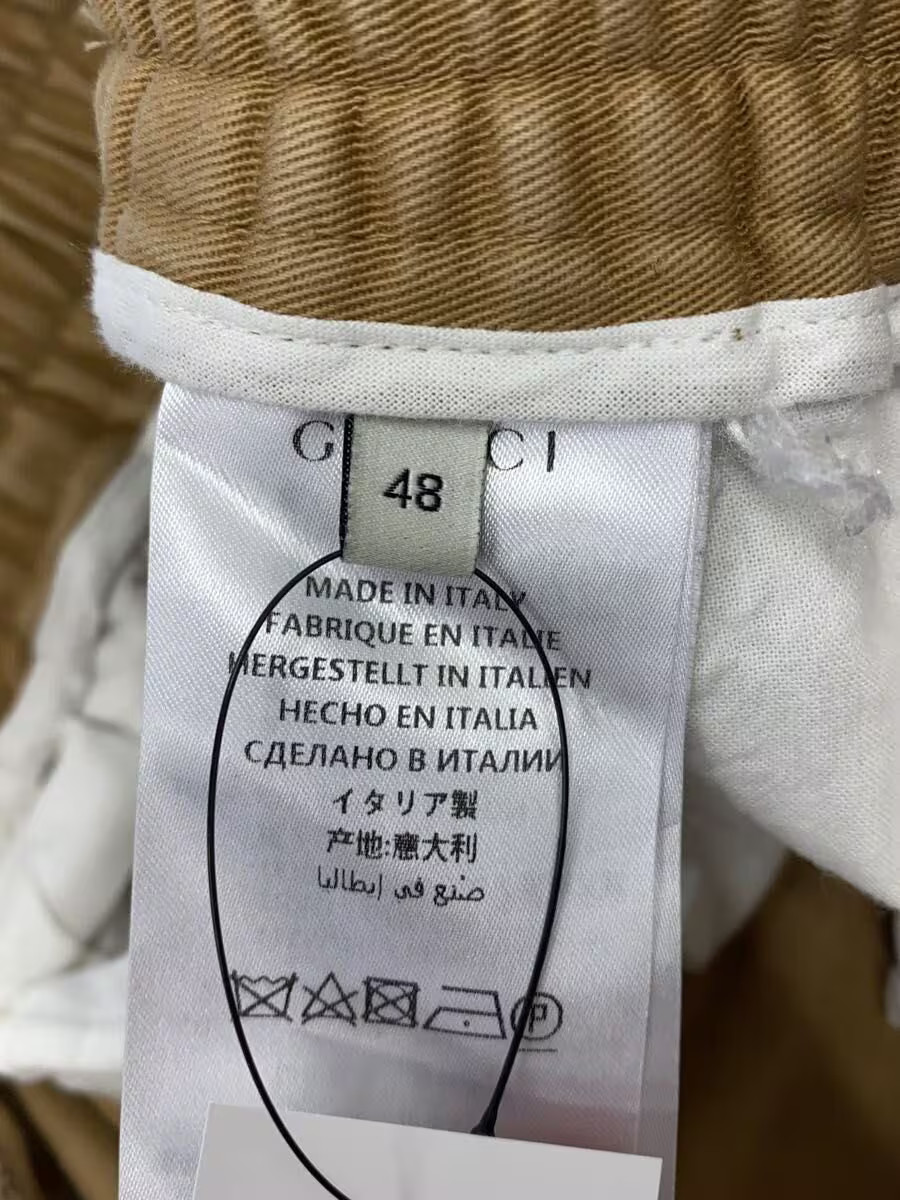 G CI
48
MADE IN ITALY
FABRIQUE EN ITALIE
HERGESTELLT IN ITALIEN
HECHO EN ITALIA
СДЕЛАНО В ИТАЛИИ
イタリア製
产地:意大利
صنع في إيطاليا
P